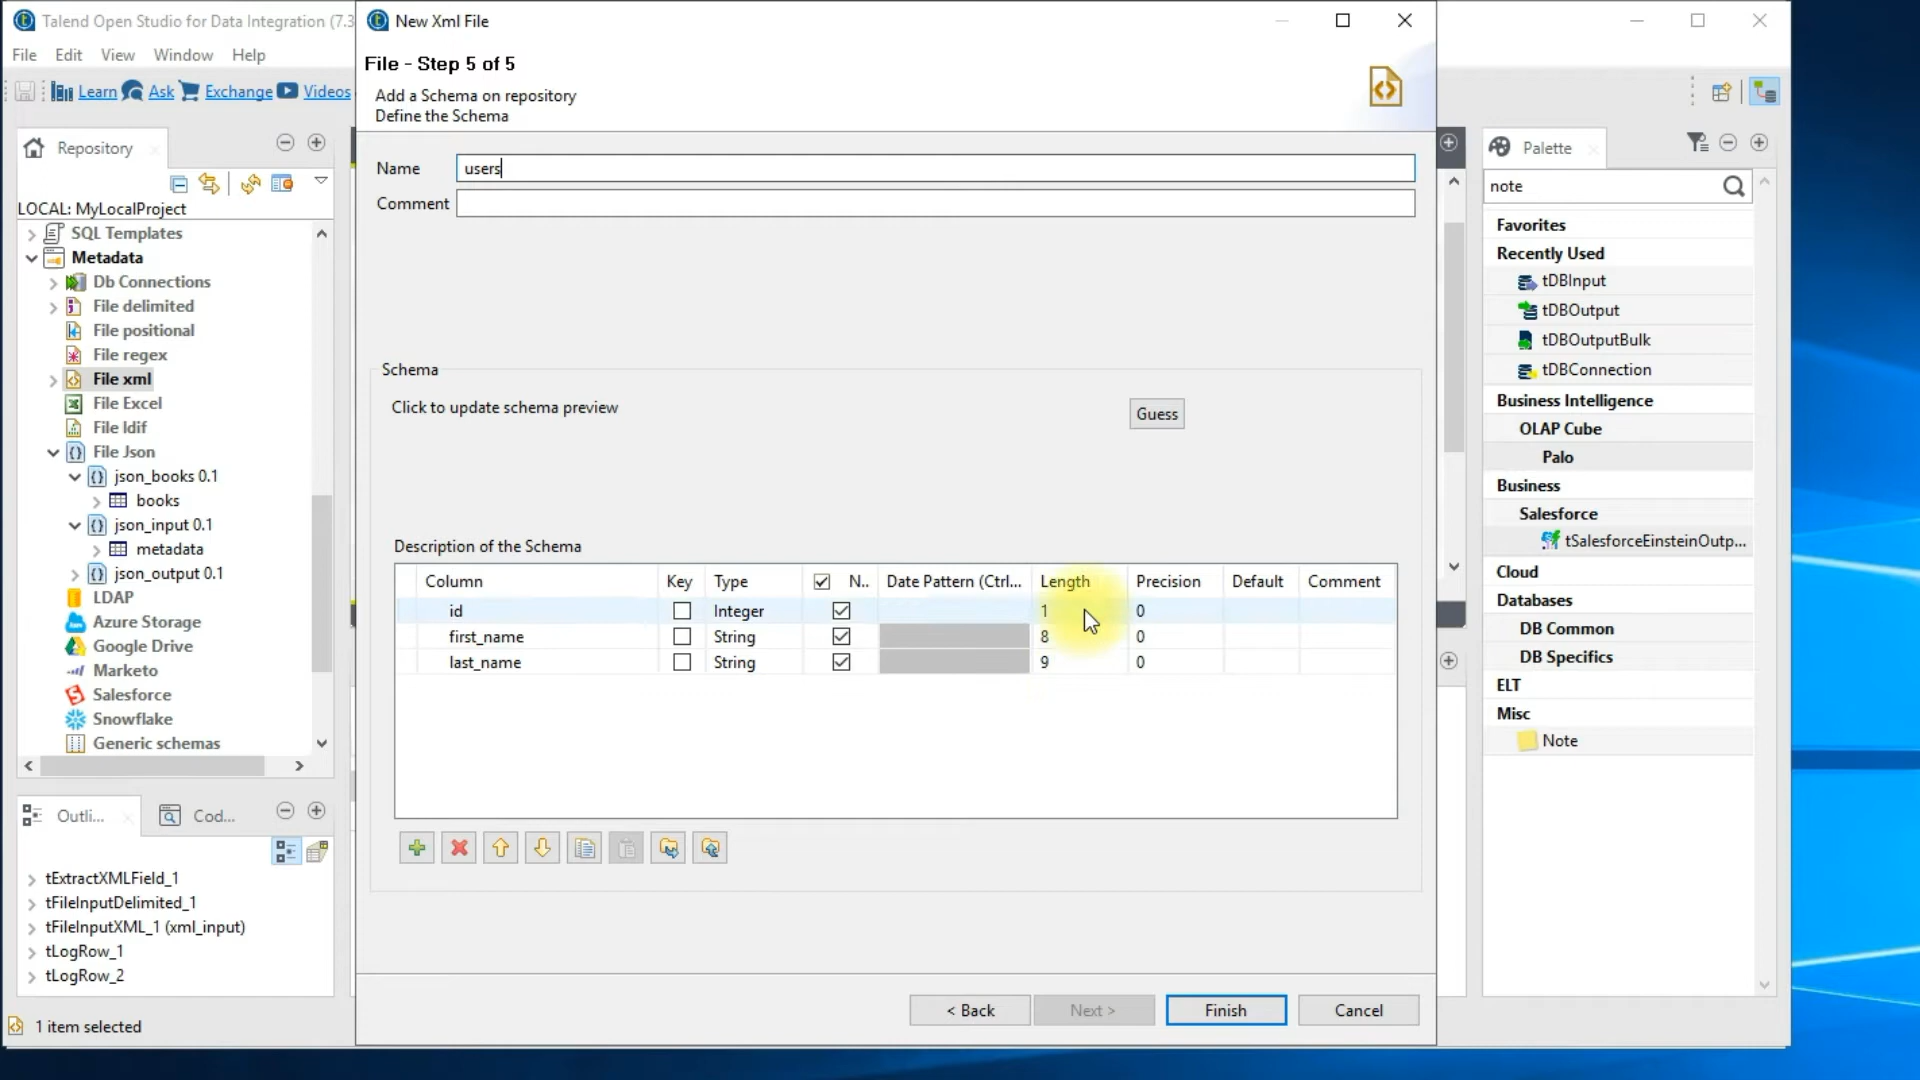 Talend Open Studio for Data Integration (7.3
File Edit View Window Help
Learn Ask Exchange Videos
Repository
LOCAL: MyLocalProject
SQL Templates
Metadata
Db Connections
File delimited
File positional
File regex
File xml
File Excel
File ldif
File Json
json_books 0.1
books
json_input 0.1
metadata
json_output 0.1
LDAP
Azure Storage
Google Drive
Marketo
Salesforce
Snowflake
Generic schemas
Outli... Cod...
tExtractXMLField_1
tFileInputDelimited_1
tFileInputXML_1 (xml_input)
tLogRow_1
tLogRow_2
1 item selected
New Xml File
File - Step 5 of 5
Add a Schema on repository
Define the Schema
Name users
Comment
Schema
Click to update schema preview Guess
Description of the Schema
Column Key Type N.. Date Pattern (Ctrl... Length Precision Default Comment
id Integer 1 0
first_name String 8 0
last_name String 9 0
< Back Next > Finish Cancel
Palette
note
Favorites
Recently Used
tDBInput
tDBOutput
tDBOutputBulk
tDBConnection
Business Intelligence
OLAP Cube
Palo
Business
Salesforce
tSalesforceEinsteinOutp...
Cloud
Databases
DB Common
DB Specifics
ELT
Misc
Note